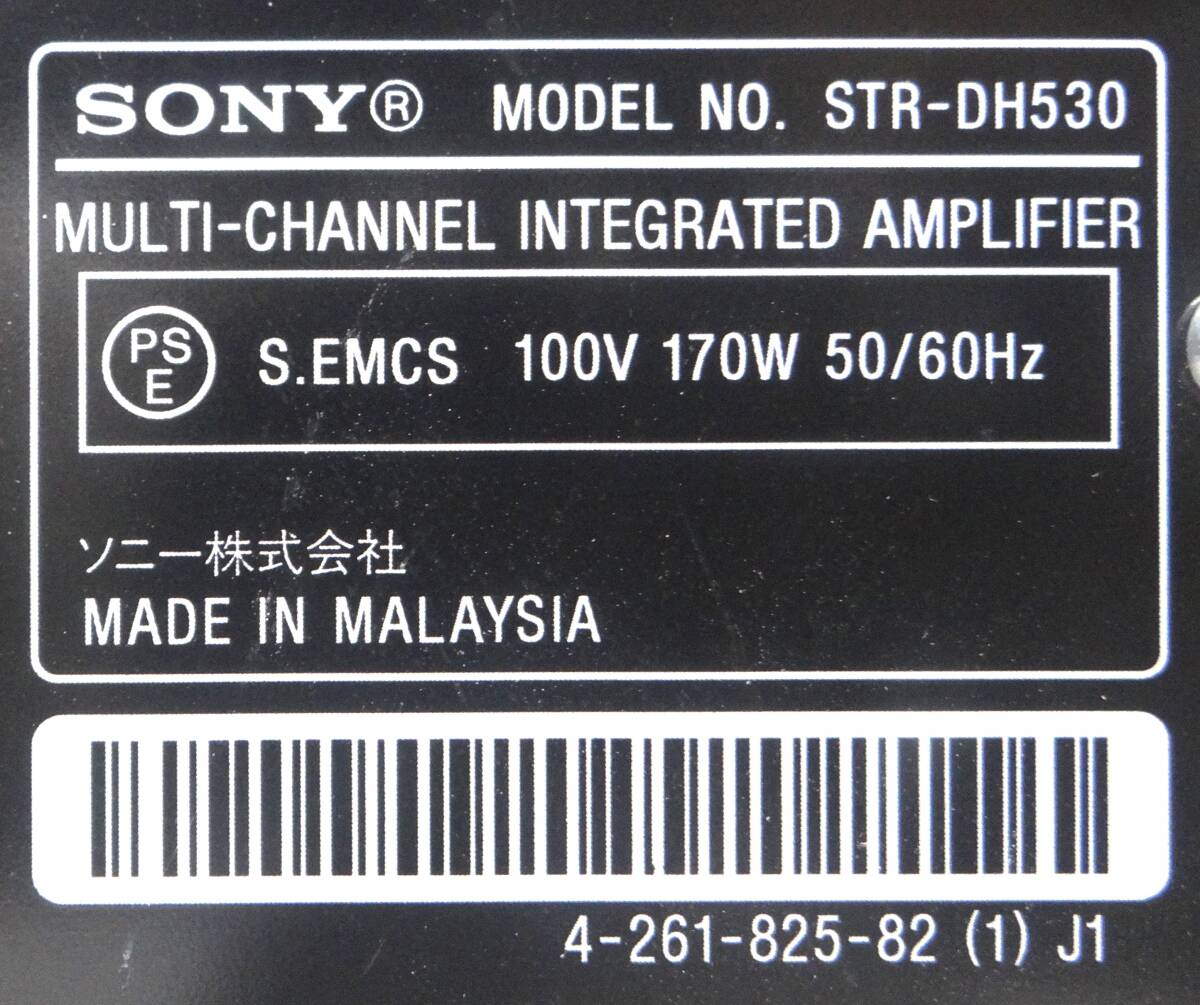 SONY® MODEL NO. STR-DH530
MULTI-CHANNEL INTEGRATED AMPLIFIER
PS
E
S.EMCS 100V 170W 50/60Hz
ソニー株式会社
MADE IN MALAYSIA
4-261-825-82 (1) J1